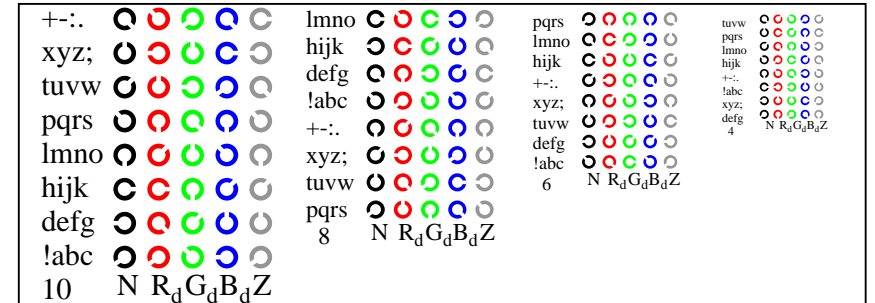 +-:.
xyz;
tuvw
pqrs
lmno
hijk
defg
!abc
10 N RdGdBdZ
lmno
hijk
defg
!abc
+-:.
xyz;
tuvw
pqrs
8 N RdGdBdZ
pqrs
lmno
hijk
+-:.
xyz;
tuvw
defg
!abc
6 N RdGdBdZ
tuvw
pqrs
lmno
hijk
+-:.
!abc
xyz;
defg
4 N RdGdBdZ